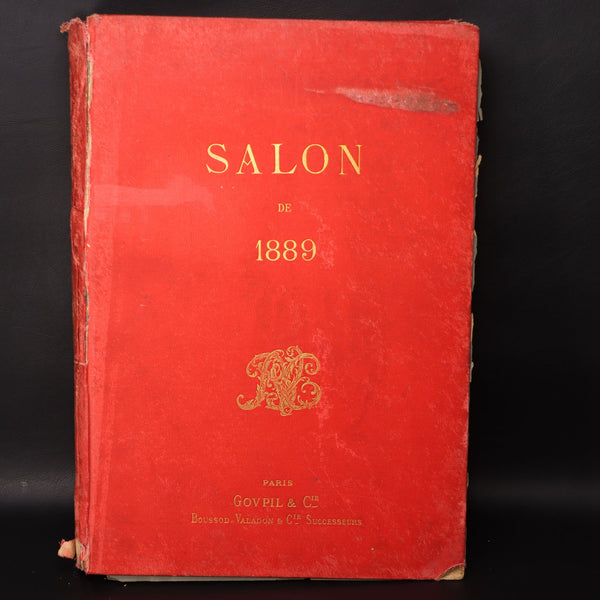 SALON
DE
1889
PARIS
GOVPIL & CIE
BOUSSOD, VALADON & CIE SUCCESSEURS